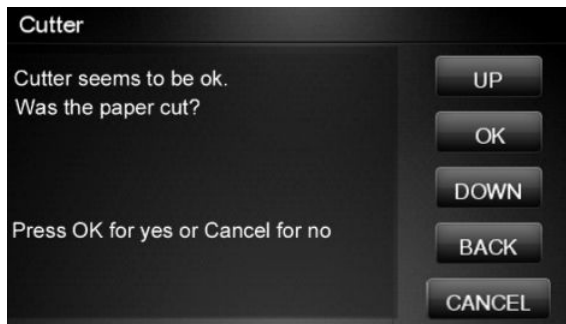 Cutter
Cutter seems to be ok.
Was the paper cut?
Press OK for yes or Cancel for no
UP
OK
DOWN
BACK
CANCEL